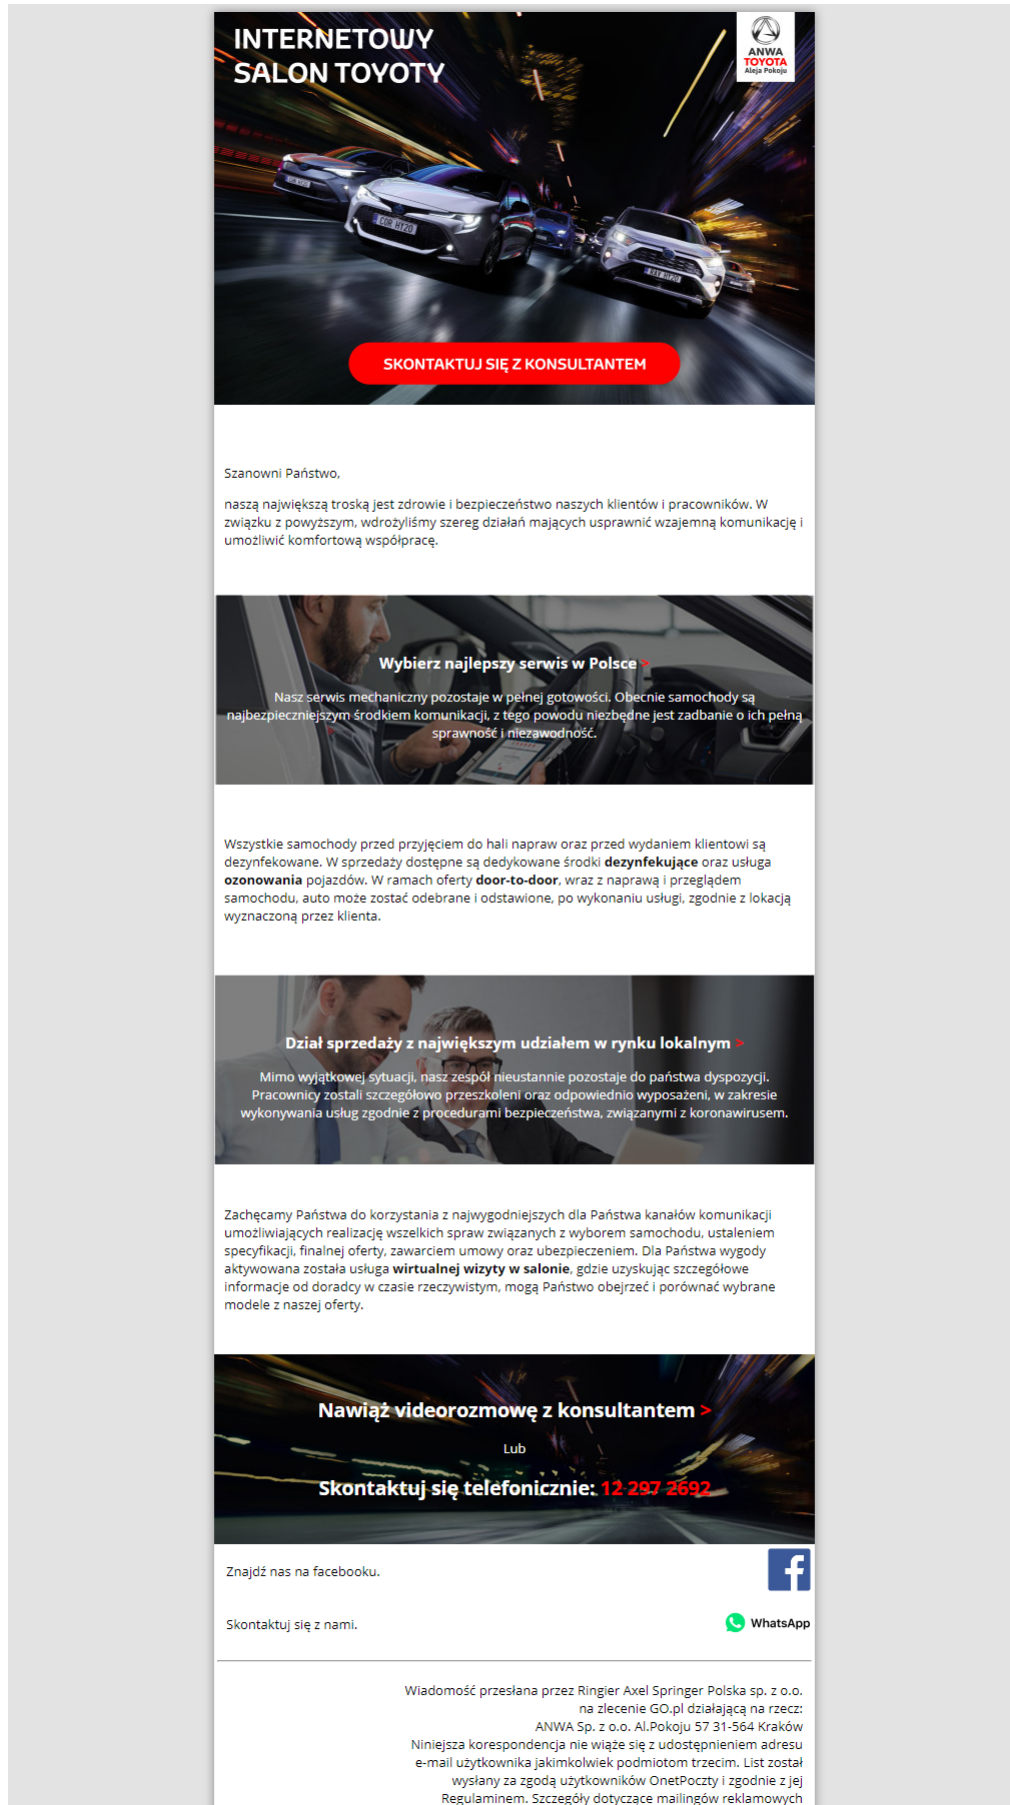 INTERNETOWY
SALON TOYOTY
ANWA
TOYOTA
Aleja Pokoju
COR HY20
RAV HY20
SKONTAKTUJ SIĘ Z KONSULTANTEM
Szanowni Państwo,
naszą największą troską jest zdrowie i bezpieczeństwo naszych klientów i pracowników. W
związku z powyższym, wdrożyliśmy szereg działań mających usprawnić wzajemną komunikację i
umożliwić komfortową współpracę.
Wybierz najlepszy serwis w Polsce >
Nasz serwis mechaniczny pozostaje w pełnej gotowości. Obecnie samochody są
najbezpieczniejszym środkiem komunikacji, z tego powodu niezbędne jest zadbanie o ich pełną
sprawność i niezawodność.
Wszystkie samochody przed przyjęciem do hali napraw oraz przed wydaniem klientowi są
dezynfekowane. W sprzedaży dostępne są dedykowane środki dezynfekujące oraz usługa
ozonowania pojazdów. W ramach oferty door-to-door, wraz z naprawą i przeglądem
samochodu, auto może zostać odebrane i odstawione, po wykonaniu usługi, zgodnie z lokacją
wyznaczoną przez klienta.
Dział sprzedaży z największym udziałem w rynku lokalnym >
Mimo wyjątkowej sytuacji, nasz zespół nieustannie pozostaje do państwa dyspozycji.
Pracownicy zostali szczegółowo przeszkoleni oraz odpowiednio wyposażeni, w zakresie
wykonywania usług zgodnie z procedurami bezpieczeństwa, związanymi z koronawirusem.
Zachęcamy Państwa do korzystania z najwygodniejszych dla Państwa kanałów komunikacji
umożliwiających realizację wszelkich spraw związanych z wyborem samochodu, ustaleniem
specyfikacji, finalnej oferty, zawarciem umowy oraz ubezpieczeniem. Dla Państwa wygody
aktywowana została usługa wirtualnej wizyty w salonie, gdzie uzyskując szczegółowe
informacje od doradcy w czasie rzeczywistym, mogą Państwo obejrzeć i porównać wybrane
modele z naszej oferty.
Nawiąż videorozmowę z konsultantem >
Lub
Skontaktuj się telefonicznie: 12 297 2692
Znajdź nas na facebooku.
Skontaktuj się z nami.
WhatsApp
Wiadomość przesłana przez Ringier Axel Springer Polska sp. z o.o.
na zlecenie GO.pl działającą na rzecz:
ANWA Sp. z o.o. Al.Pokoju 57 31-564 Kraków
Niniejsza korespondencja nie wiąże się z udostępnieniem adresu
e-mail użytkownika jakimkolwiek podmiotom trzecim. List został
wysłany za zgodą użytkowników OnetPoczty i zgodnie z jej
Regulaminem. Szczegóły dotyczące mailingów reklamowych